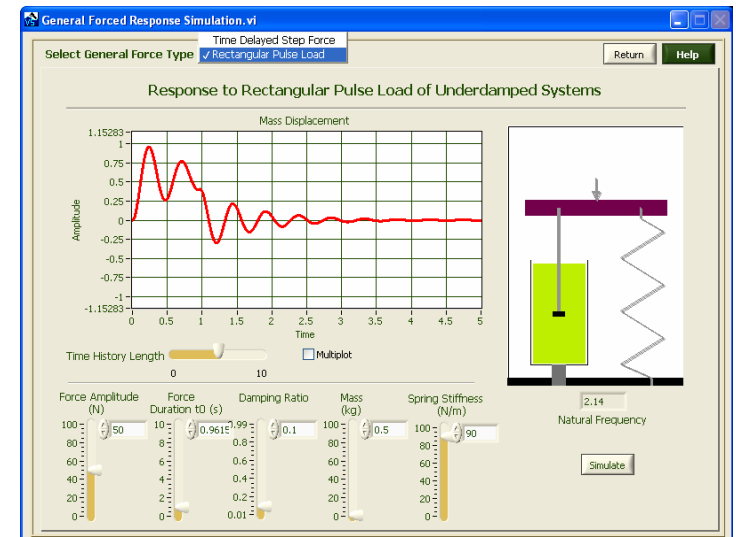 General Forced Response Simulation.vi
Time Delayed Step Force
Select General Force Type ✓Rectangular Pulse Load Return Help
Response to Rectangular Pulse Load of Underdamped Systems
Mass Displacement
1.15283
1
0.75
0.5
0.25
0
-0.25
-0.5
-0.75
-1
-1.15283
Amplitude
0 0.5 1 1.5 2 2.5 3 3.5 4 4.5 5
Time
Time History Length
0 10
Multiplot
Force Amplitude
(N)
100
80
60
40
20
0
50
Force
Duration t0 (s)
10
8
6
4
2
0
0.9615
Damping Ratio
0.99
0.8
0.6
0.4
0.2
0.01
0.1
Mass
(kg)
100
80
60
40
20
0
0.5
Spring Stiffness
(N/m)
100
80
60
40
20
0
90
2.14
Natural Frequency
Simulate